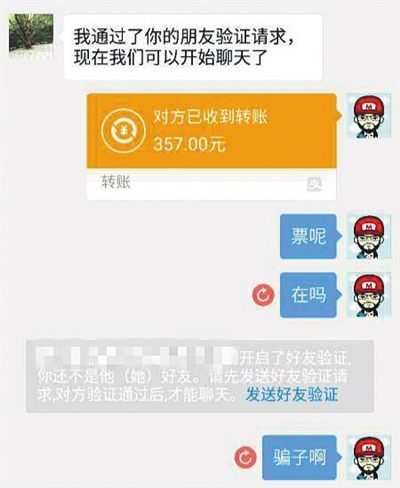 我通过了你的朋友验证请求，
现在我们可以开始聊天了
对方已收到转账
357.00元
转账
票呢
在吗
开启了好友验证,
你还不是他（她）好友。请先发送好友验证请
求,对方验证通过后,才能聊天。发送好友验证
骗子啊